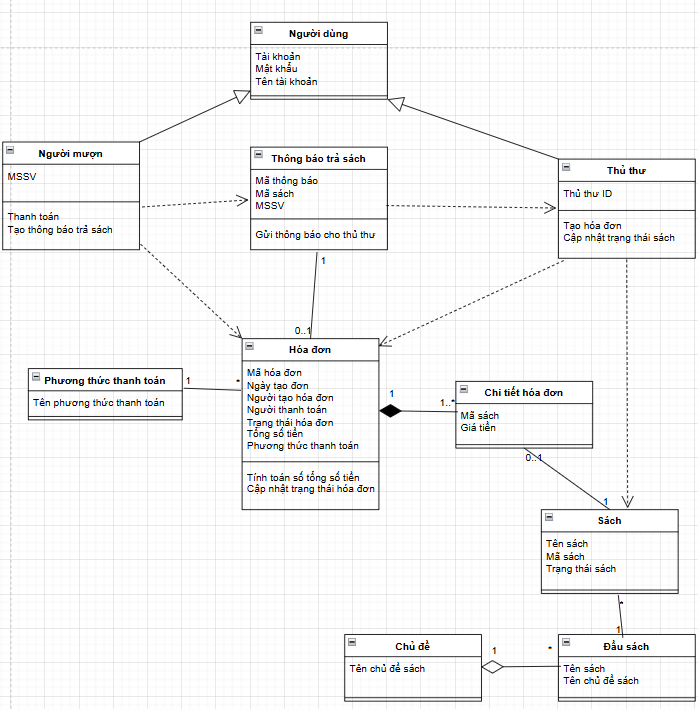 Người dùng
Tài khoản
Mật khẩu
Tên tài khoản
Người mượn
MSSV
Thanh toán
Tạo thông báo trả sách
Thông báo trả sách
Mã thông báo
Mã sách
MSSV
Gửi thông báo cho thủ thư
Thủ thư
Thủ thư ID
Tạo hóa đơn
Cập nhật trạng thái sách
1
0..1
Hóa đơn
Mã hóa đơn
Ngày tạo đơn
Người tạo hóa đơn
Người thanh toán
Trạng thái hóa đơn
Tổng số tiền
Phương thức thanh toán
Tính toán số tổng số tiền
Cập nhật trạng thái hóa đơn
Phương thức thanh toán
Tên phương thức thanh toán
1
*
1
1..*
Chi tiết hóa đơn
Mã sách
Giá tiền
0..1
1
Sách
Tên sách
Mã sách
Trạng thái sách
*
1
Chủ đề
Tên chủ đề sách
1
*
Đầu sách
Tên sách
Tên chủ đề sách